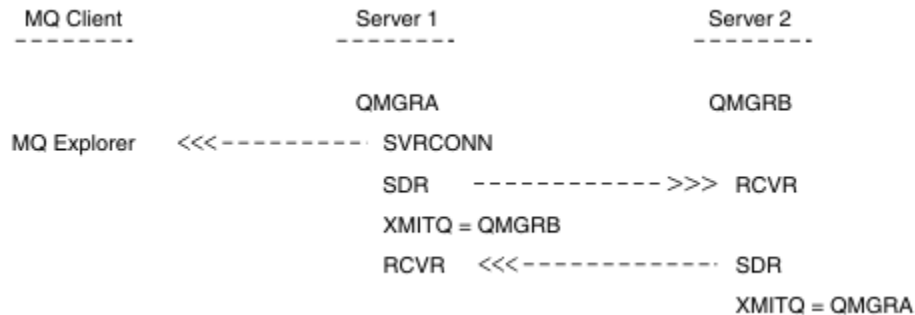 MQ Client Server 1 Server 2
QMGRA QMGRB
MQ Explorer <<<---------- SVRCONN
SDR ------------->>> RCVR
XMITQ = QMGRB
RCVR <<<------------- SDR
XMITQ = QMGRA